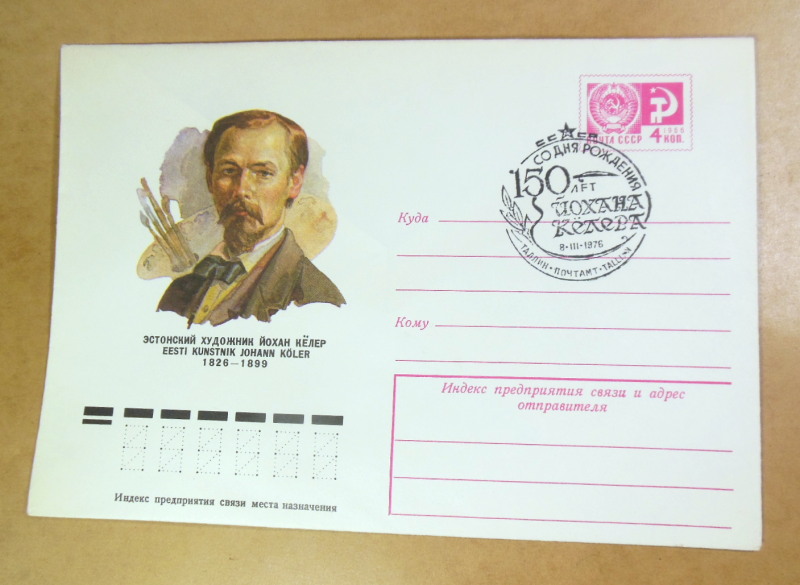 ЭСТОНСКИЙ ХУДОЖНИК ЙОХАН КЁЛЕР
EESTI KUNSTNIK JOHANN KÖLER
1826—1899
Индекс предприятия связи места назначения
ПОЧТА СССР
1966
4 КОП.
СССР
СО ДНЯ РОЖДЕНИЯ
150 ЛЕТ
ЙОХАНА
КЁЛЕРА
8-III-1976
ТАЛЛИН • ПОЧТАМТ • TALLINN
Куда
Кому
Индекс предприятия связи и адрес
отправителя